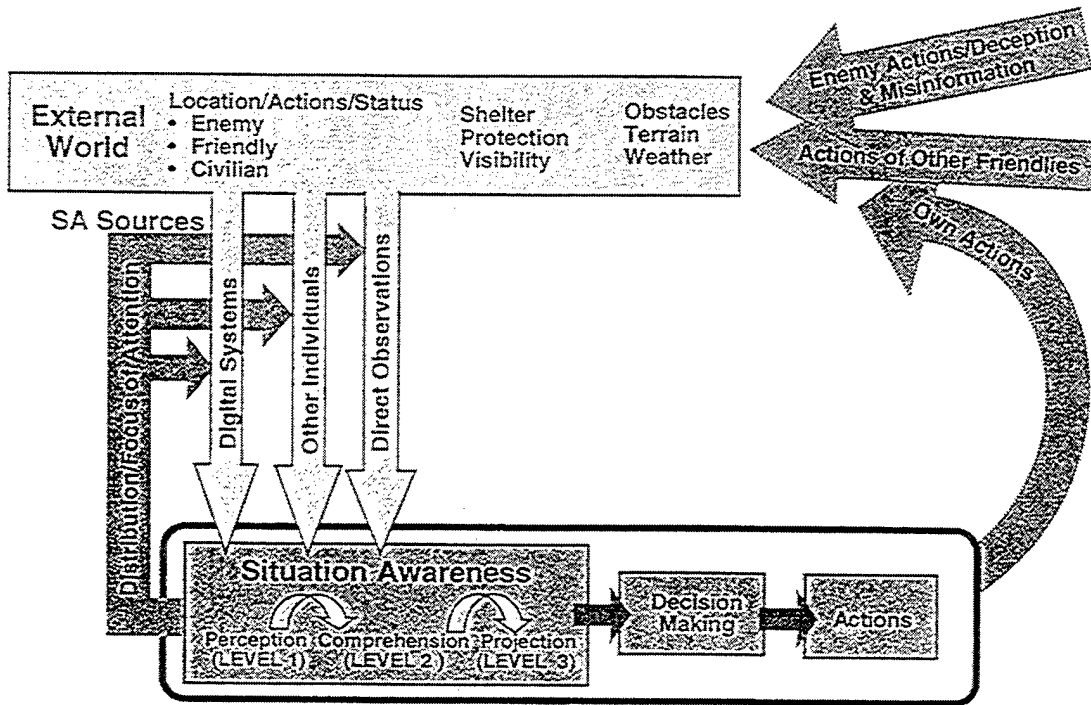 Enemy Actions/Deception
& Misinformation
External
World
Location/Actions/Status
• Enemy
• Friendly
• Civilian
Shelter
Protection
Visibility
Obstacles
Terrain
Weather
Actions of Other Friendlies
Own Actions
SA Sources
Distribution/Focus of Attention
Digital Systems
Other Individuals
Direct Observations
Situation Awareness
Perception
(LEVEL 1)
Comprehension
(LEVEL 2)
Projection
(LEVEL 3)
Decision
Making
Actions